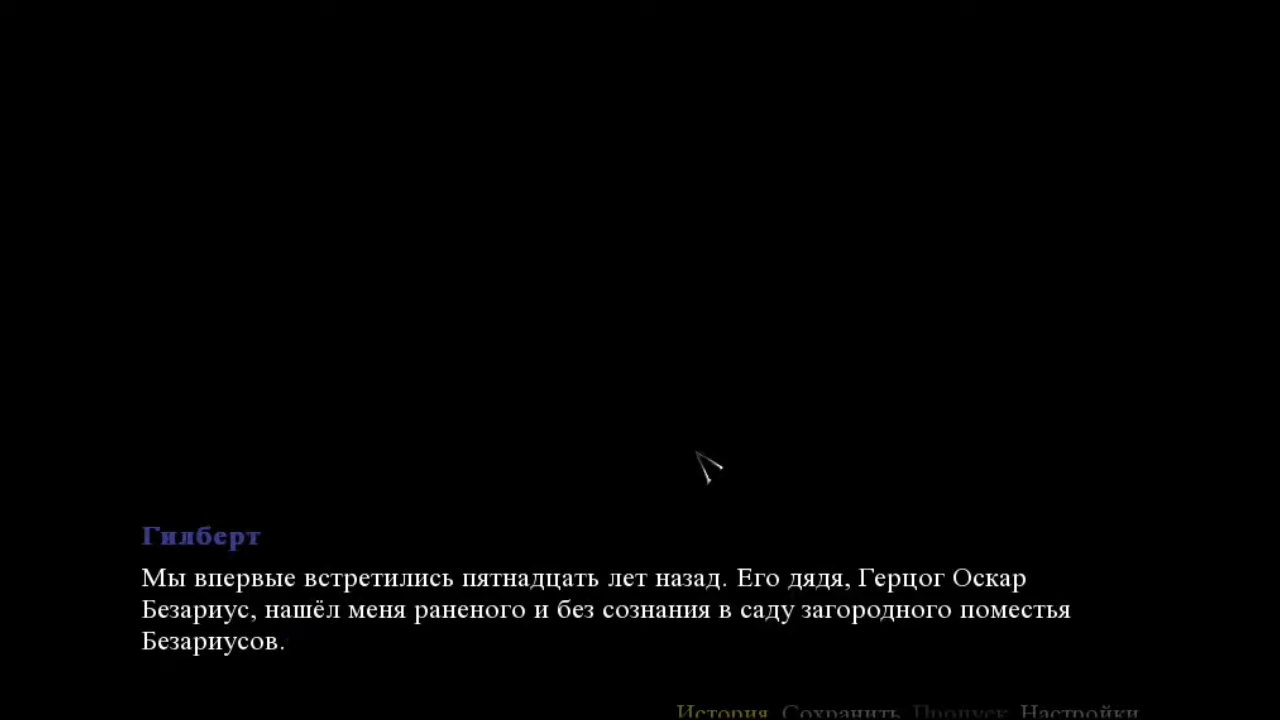 Гилберт
Мы впервые встретились пятнадцать лет назад. Его дядя, Герцог Оскар
Безариус, нашёл меня раненого и без сознания в саду загородного поместья
Безариусов.
История Сохранить Пропуск Настройки